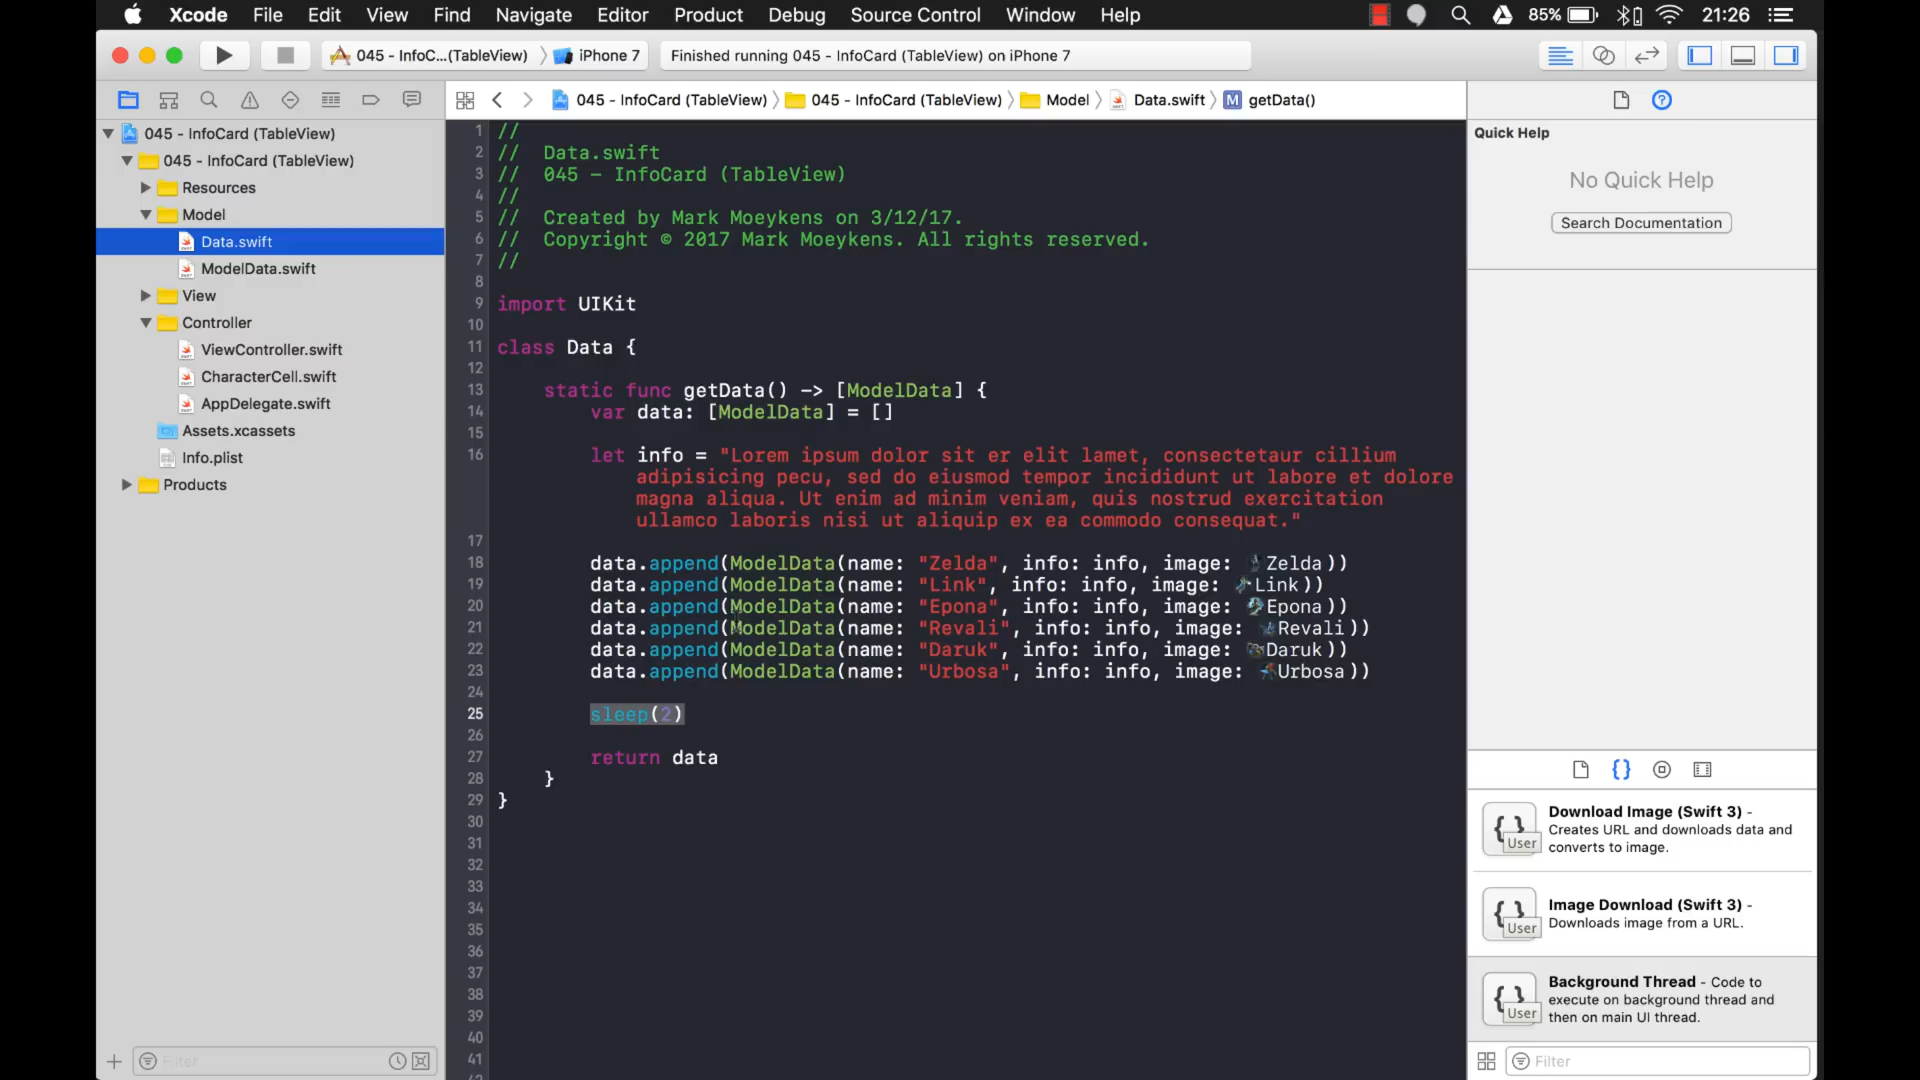 Xcode File Edit View Find Navigate Editor Product Debug Source Control Window Help 85% 21:26
045 - InfoC...(TableView) iPhone 7 Finished running 045 - InfoCard (TableView) on iPhone 7
045 - InfoCard (TableView) 045 - InfoCard (TableView) Model Data.swift M getData()
045 - InfoCard (TableView)
045 - InfoCard (TableView)
Resources
Model
Data.swift
ModelData.swift
View
Controller
ViewController.swift
CharacterCell.swift
AppDelegate.swift
Assets.xcassets
Info.plist
Products
Filter
1 //
2 // Data.swift
3 // 045 - InfoCard (TableView)
4 //
5 // Created by Mark Moeykens on 3/12/17.
6 // Copyright © 2017 Mark Moeykens. All rights reserved.
7 //
8
9 import UIKit
10
11 class Data {
12
13 static func getData() -> [ModelData] {
14 var data: [ModelData] = []
15
16 let info = "Lorem ipsum dolor sit er elit lamet, consectetaur cillium
adipisicing pecu, sed do eiusmod tempor incididunt ut labore et dolore
magna aliqua. Ut enim ad minim veniam, quis nostrud exercitation
ullamco laboris nisi ut aliquip ex ea commodo consequat."
17
18 data.append(ModelData(name: "Zelda", info: info, image: Zelda))
19 data.append(ModelData(name: "Link", info: info, image: Link))
20 data.append(ModelData(name: "Epona", info: info, image: Epona))
21 data.append(ModelData(name: "Revali", info: info, image: Revali))
22 data.append(ModelData(name: "Daruk", info: info, image: Daruk))
23 data.append(ModelData(name: "Urbosa", info: info, image: Urbosa))
24
25 sleep(2)
26
27 return data
28 }
29 }
30
31
32
33
34
35
36
37
38
39
40
41
Quick Help
No Quick Help
Search Documentation
{ }
Download Image (Swift 3) -
Creates URL and downloads data and
converts to image.
{ } User
Image Download (Swift 3) -
Downloads image from a URL.
{ } User
Background Thread - Code to
execute on background thread and
then on main UI thread.
{ } User
Filter